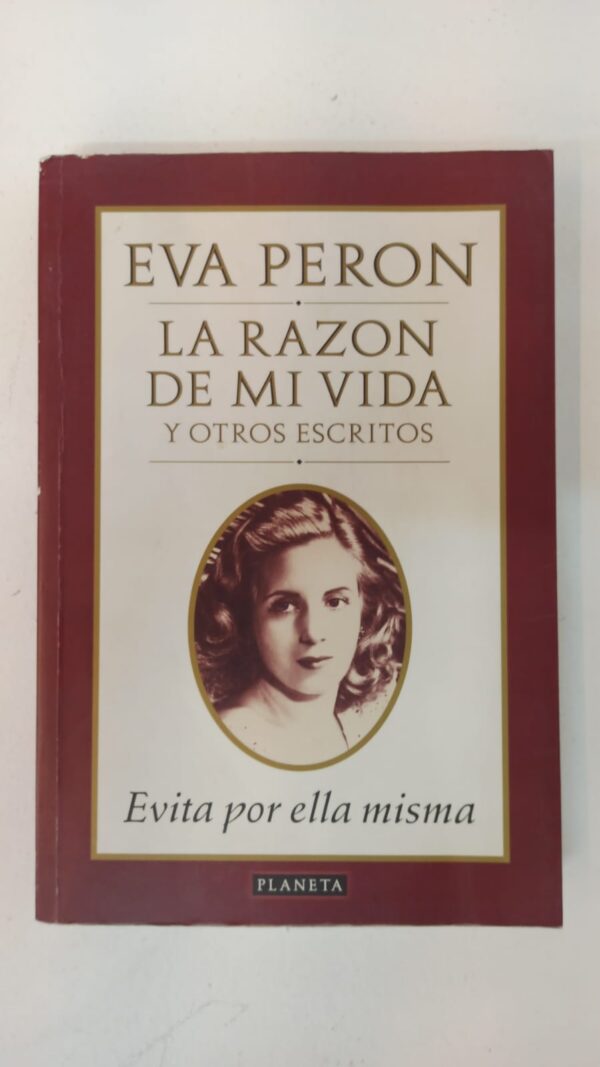 EVA PERON
LA RAZON
DE MI VIDA
Y OTROS ESCRITOS
Evita por ella misma
PLANETA